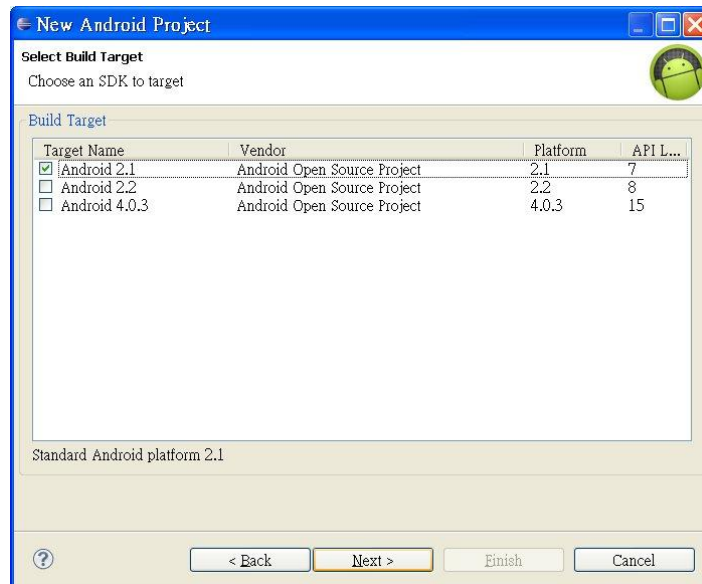 New Android Project
Select Build Target
Choose an SDK to target
Build Target
Target Name Vendor Platform API L...
Android 2.1 Android Open Source Project 2.1 7
Android 2.2 Android Open Source Project 2.2 8
Android 4.0.3 Android Open Source Project 4.0.3 15
Standard Android platform 2.1
? < Back Next > Finish Cancel